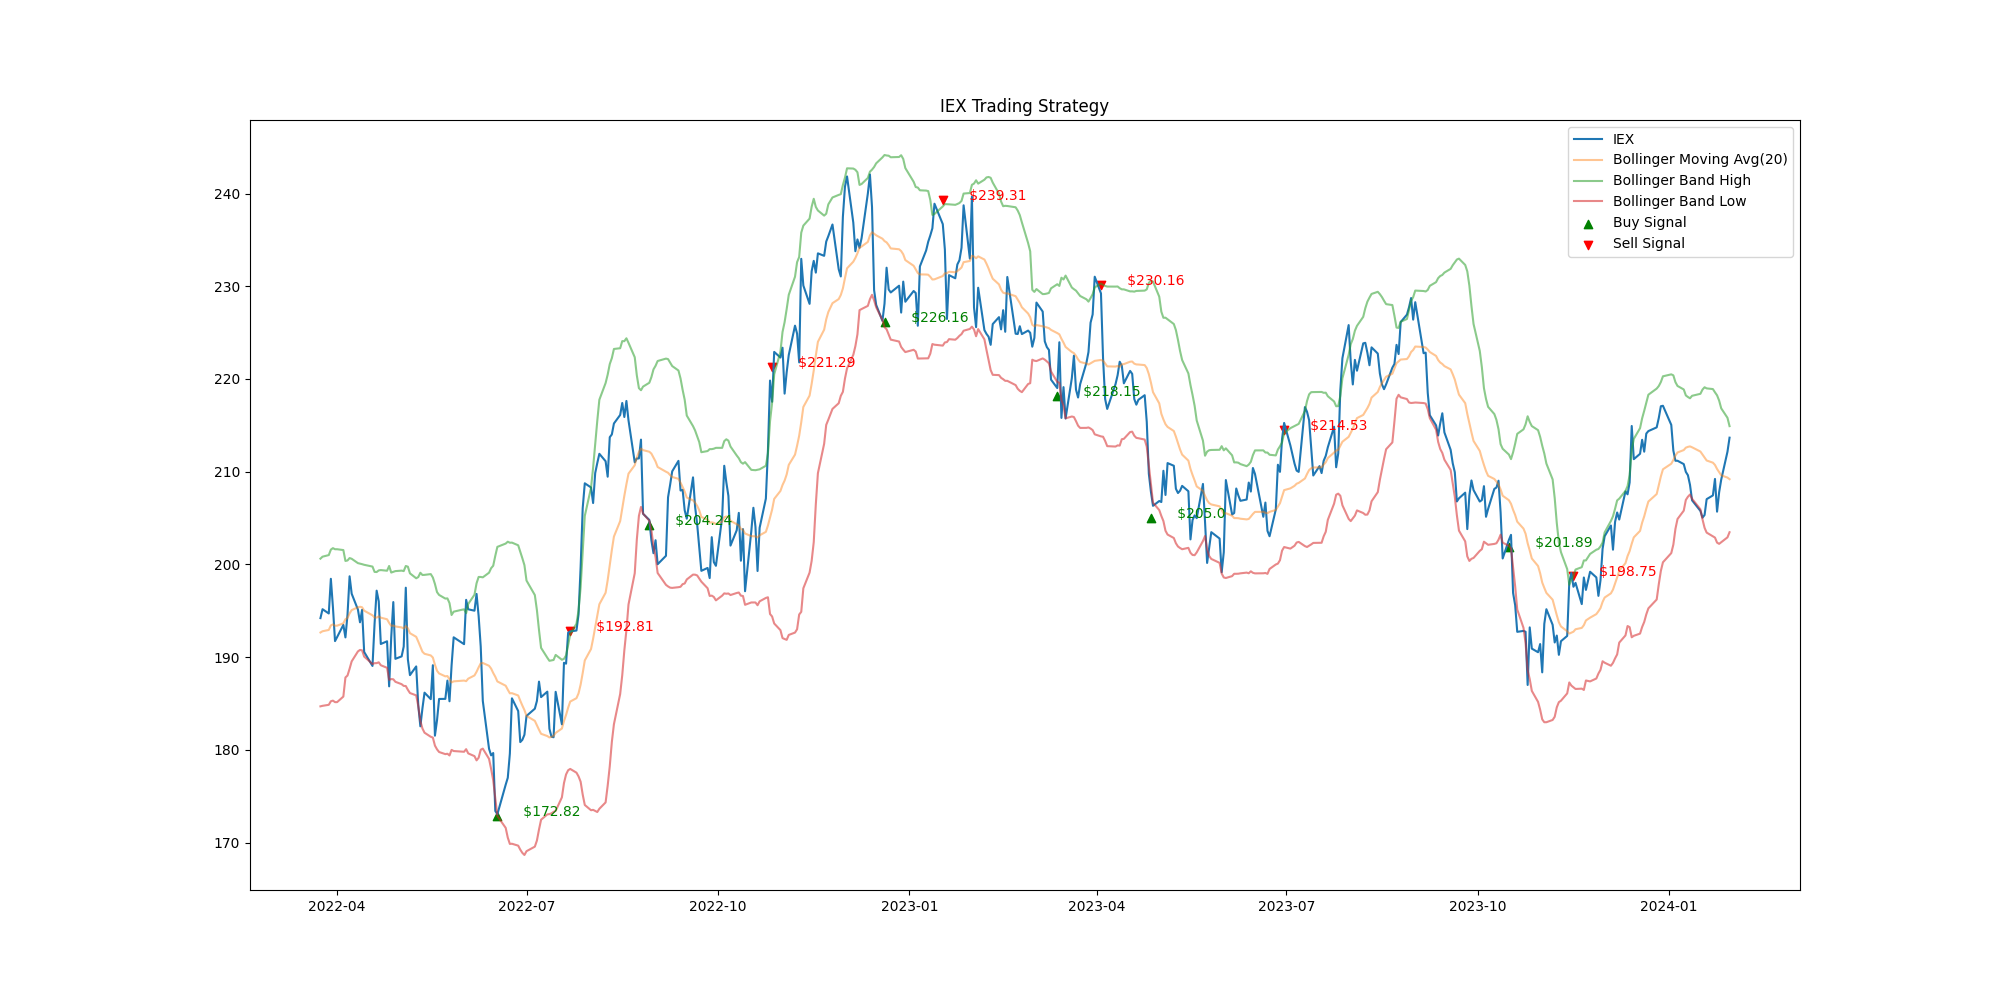 IEX Trading Strategy
IEX
Bollinger Moving Avg(20)
Bollinger Band High
Bollinger Band Low
Buy Signal
Sell Signal
240
230
220
210
200
190
180
170
$239.31
$230.16
$226.16
$221.29
$218.15
$214.53
$204.24
$205.0
$201.89
$198.75
$192.81
$172.82
2022-04 2022-07 2022-10 2023-01 2023-04 2023-07 2023-10 2024-01